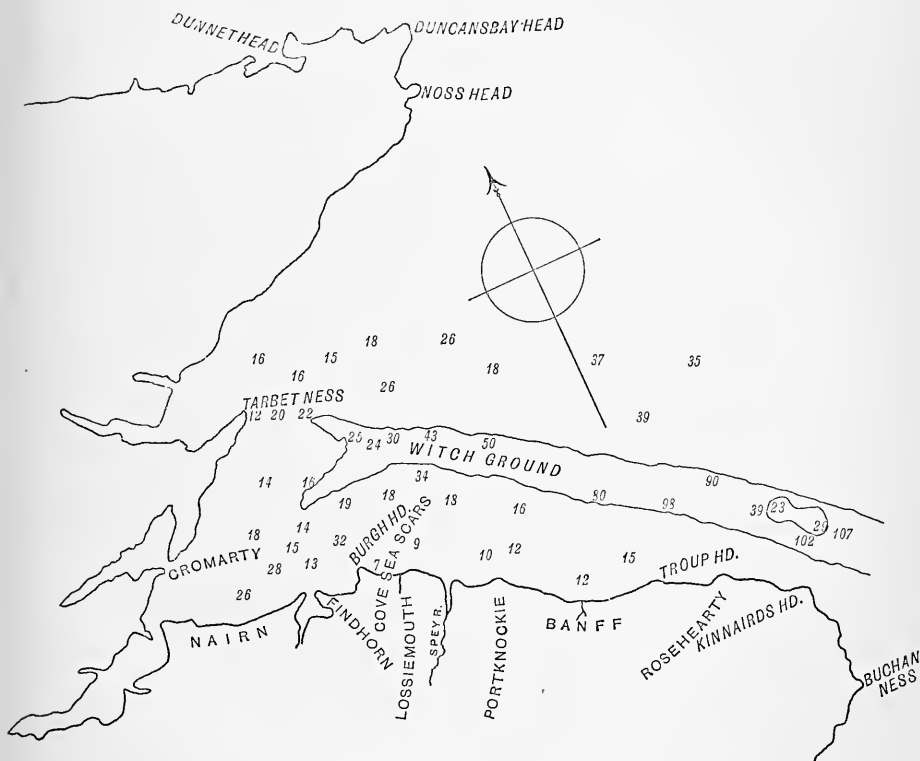 DUNNETHEAD
DUNCANSBAY HEAD
NOSS HEAD
16
15
18
26
37
35
16
26
18
39
TARBET NESS
12 20 22
25 24 30 43 50
WITCH GROUND
14 16
34
90
19 18 18 16
80
98
39 23
29 107
102
18 14
32
BURGH HD.
COVE SEA SCARS
9
10 12
15
TROUP HD.
CROMARTY
15
28 13
7
12
26
NAIRN
FINDHORN
LOSSIEMOUTH
SPEY R.
PORTKNOCKIE
BANFF
ROSEHEARTY
KINNAIRDS HD.
BUCHAN
NESS